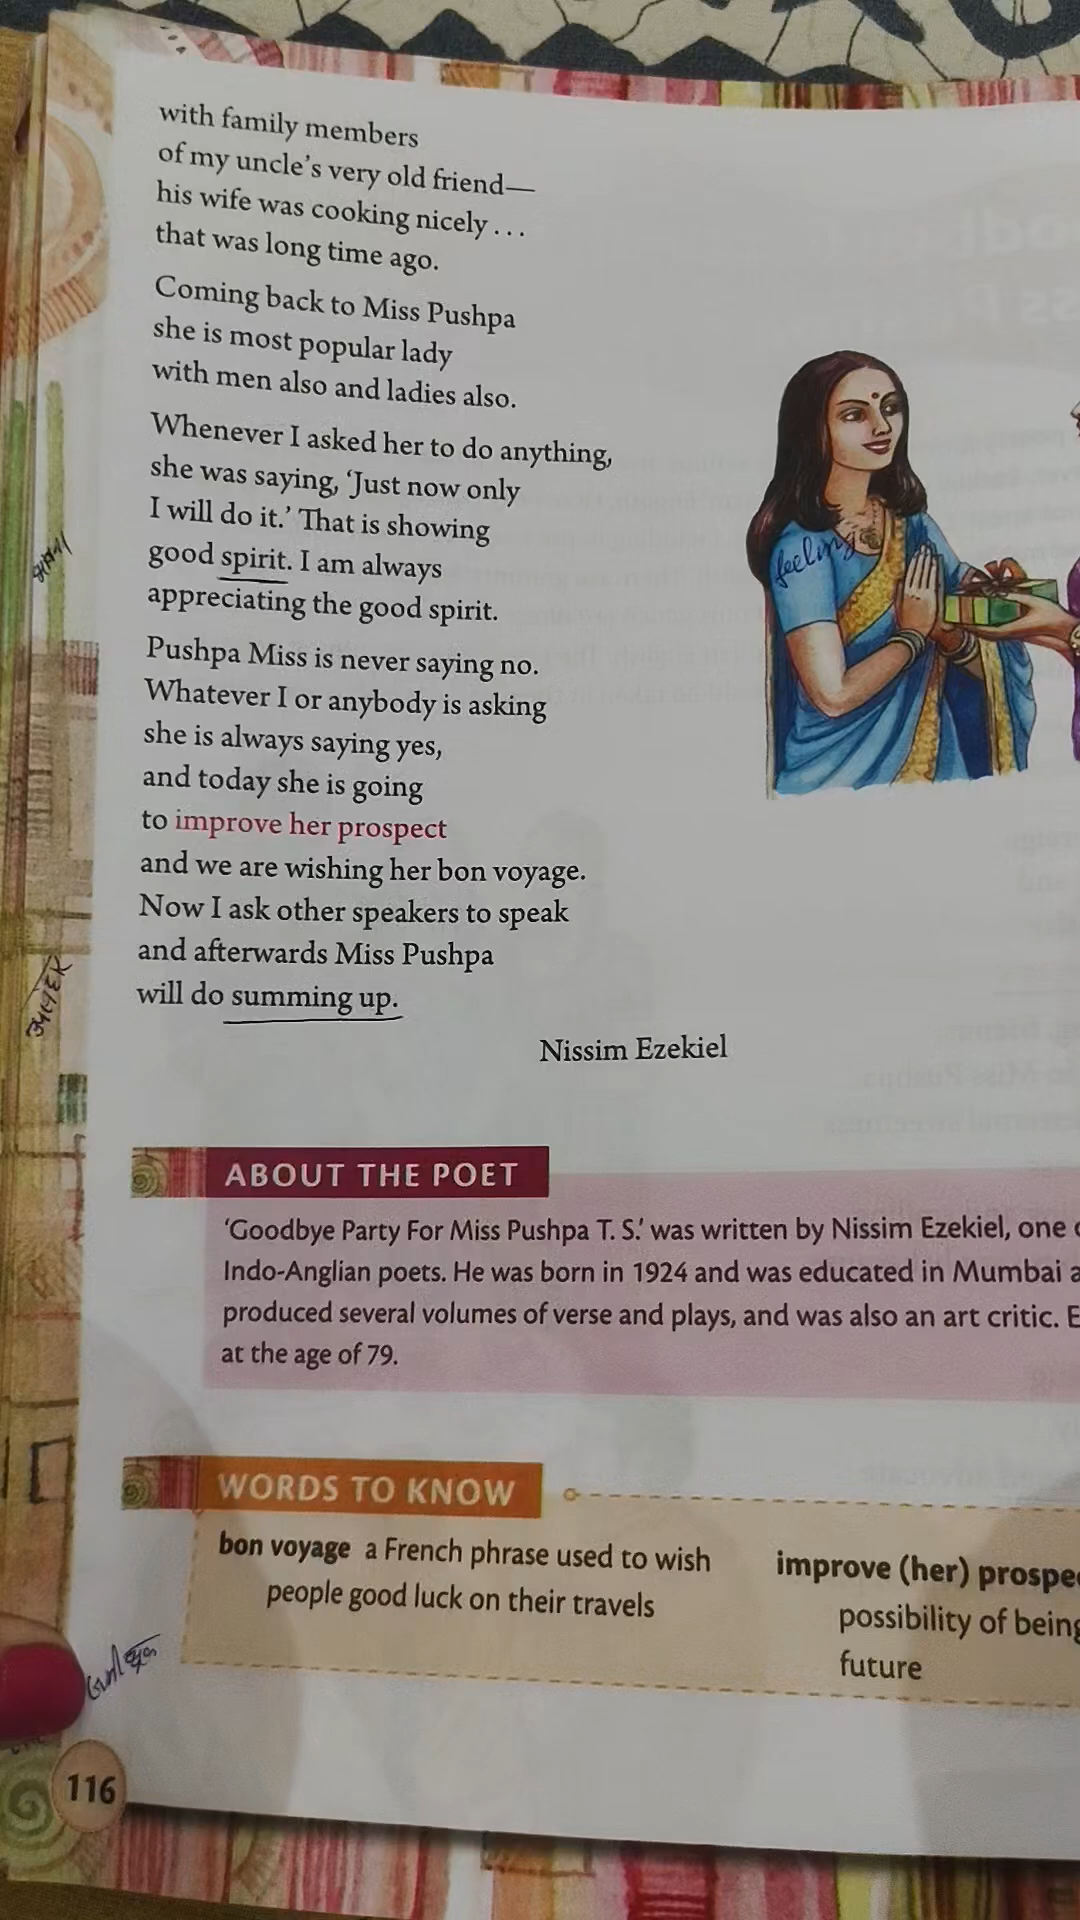 with family members
of my uncle's very old friend—
his wife was cooking nicely . . .
that was long time ago.
Coming back to Miss Pushpa
she is most popular lady
with men also and ladies also.
Whenever I asked her to do anything,
she was saying, ‘Just now only
I will do it.’ That is showing
good spirit. I am always
appreciating the good spirit.
Pushpa Miss is never saying no.
Whatever I or anybody is asking
she is always saying yes,
and today she is going
to improve her prospect
and we are wishing her bon voyage.
Now I ask other speakers to speak
and afterwards Miss Pushpa
will do summing up.
Nissim Ezekiel
feeling
ABOUT THE POET
‘Goodbye Party For Miss Pushpa T. S.’ was written by Nissim Ezekiel, one
Indo-Anglian poets. He was born in 1924 and was educated in Mumbai
produced several volumes of verse and plays, and was also an art critic.
at the age of 79.
WORDS TO KNOW
bon voyage a French phrase used to wish
people good luck on their travels
improve (her)
possibility of being
future
116